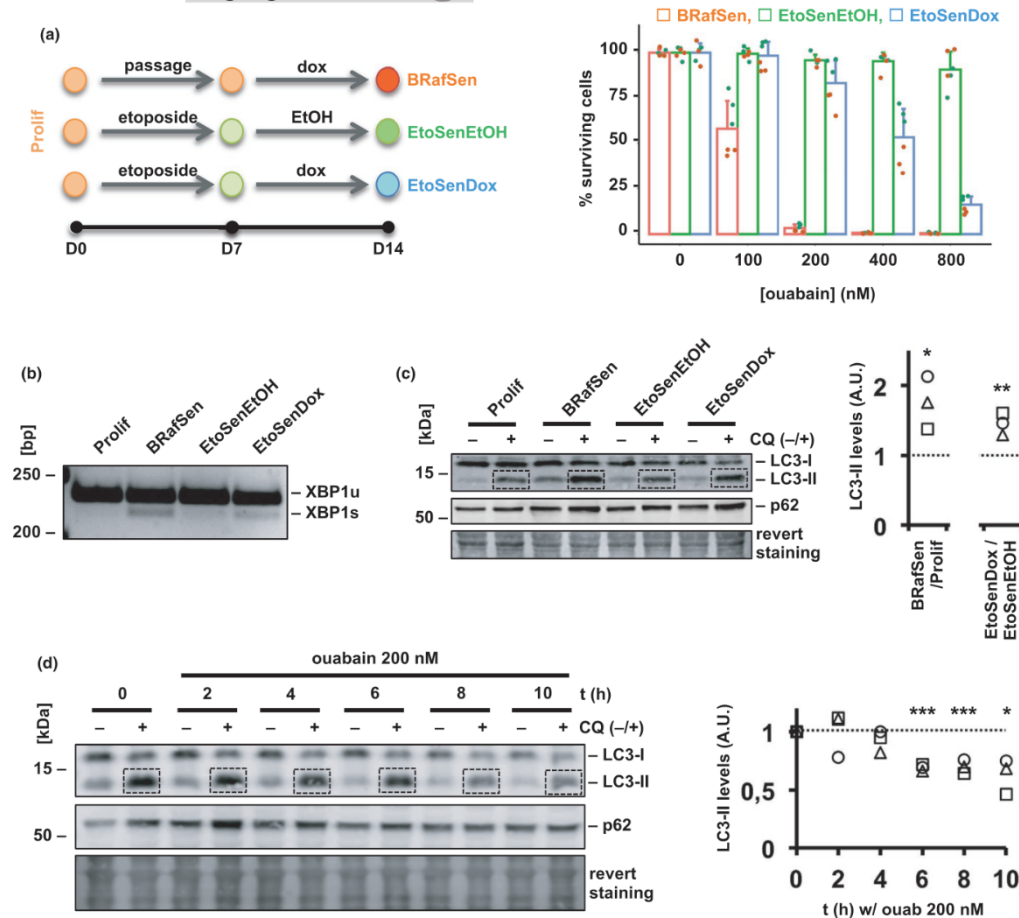 BRafSen, EtoSenEtOH, EtoSenDox
(a)
Prolif
passage
dox
BRafSen
etoposide
EtOH
EtoSenEtOH
etoposide
dox
EtoSenDox
D0
D7
D14
% surviving cells
100
75
50
25
0
0 100 200 400 800
[ouabain] (nM)
(b)
[bp]
Prolif
BRafSen
EtoSenEtOH
EtoSenDox
250 –
200 –
– XBP1u
– XBP1s
(c)
[kDa]
Prolif
BRafSen
EtoSenEtOH
EtoSenDox
– + – + – + – + CQ (–/+)
15 –
– LC3-I
– LC3-II
50 –
– p62
revert
staining
LC3-II levels (A.U.)
*
**
2
1
0
BRafSen
/Prolif
EtoSenDox /
EtoSenEtOH
(d)
ouabain 200 nM
0 2 4 6 8 10 t (h)
[kDa]
– + – + – + – + – + – + CQ (–/+)
15 –
– LC3-I
– LC3-II
50 –
– p62
revert
staining
LC3-II levels (A.U.)
*** *** *
1
0,5
0
0 2 4 6 8 10
t (h) w/ ouab 200 nM